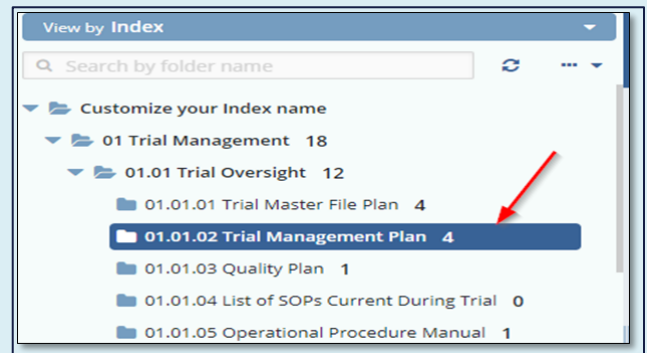 View by Index
Search by folder name
Customize your Index name
01 Trial Management 18
01.01 Trial Oversight 12
01.01.01 Trial Master File Plan 4
01.01.02 Trial Management Plan 4
01.01.03 Quality Plan 1
01.01.04 List of SOPs Current During Trial 0
01.01.05 Operational Procedure Manual 1